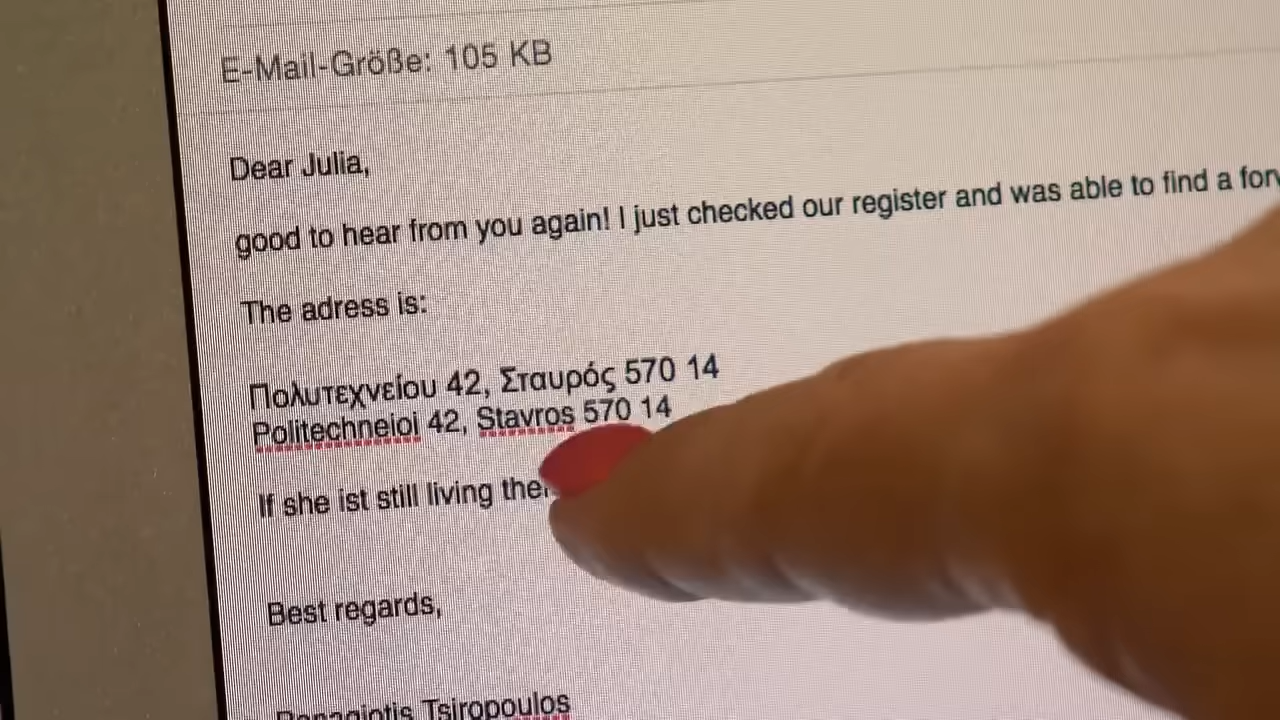 E-Mail-Größe: 105 KB
Dear Julia,
good to hear from you again! I just checked our register and was able to find a
The adress is:
Πολυτεχνείου 42, Σταυρός 570 14
Politechneioi 42, Stavros 570 14
If she ist still living
Best regards,
Tsiropoulos